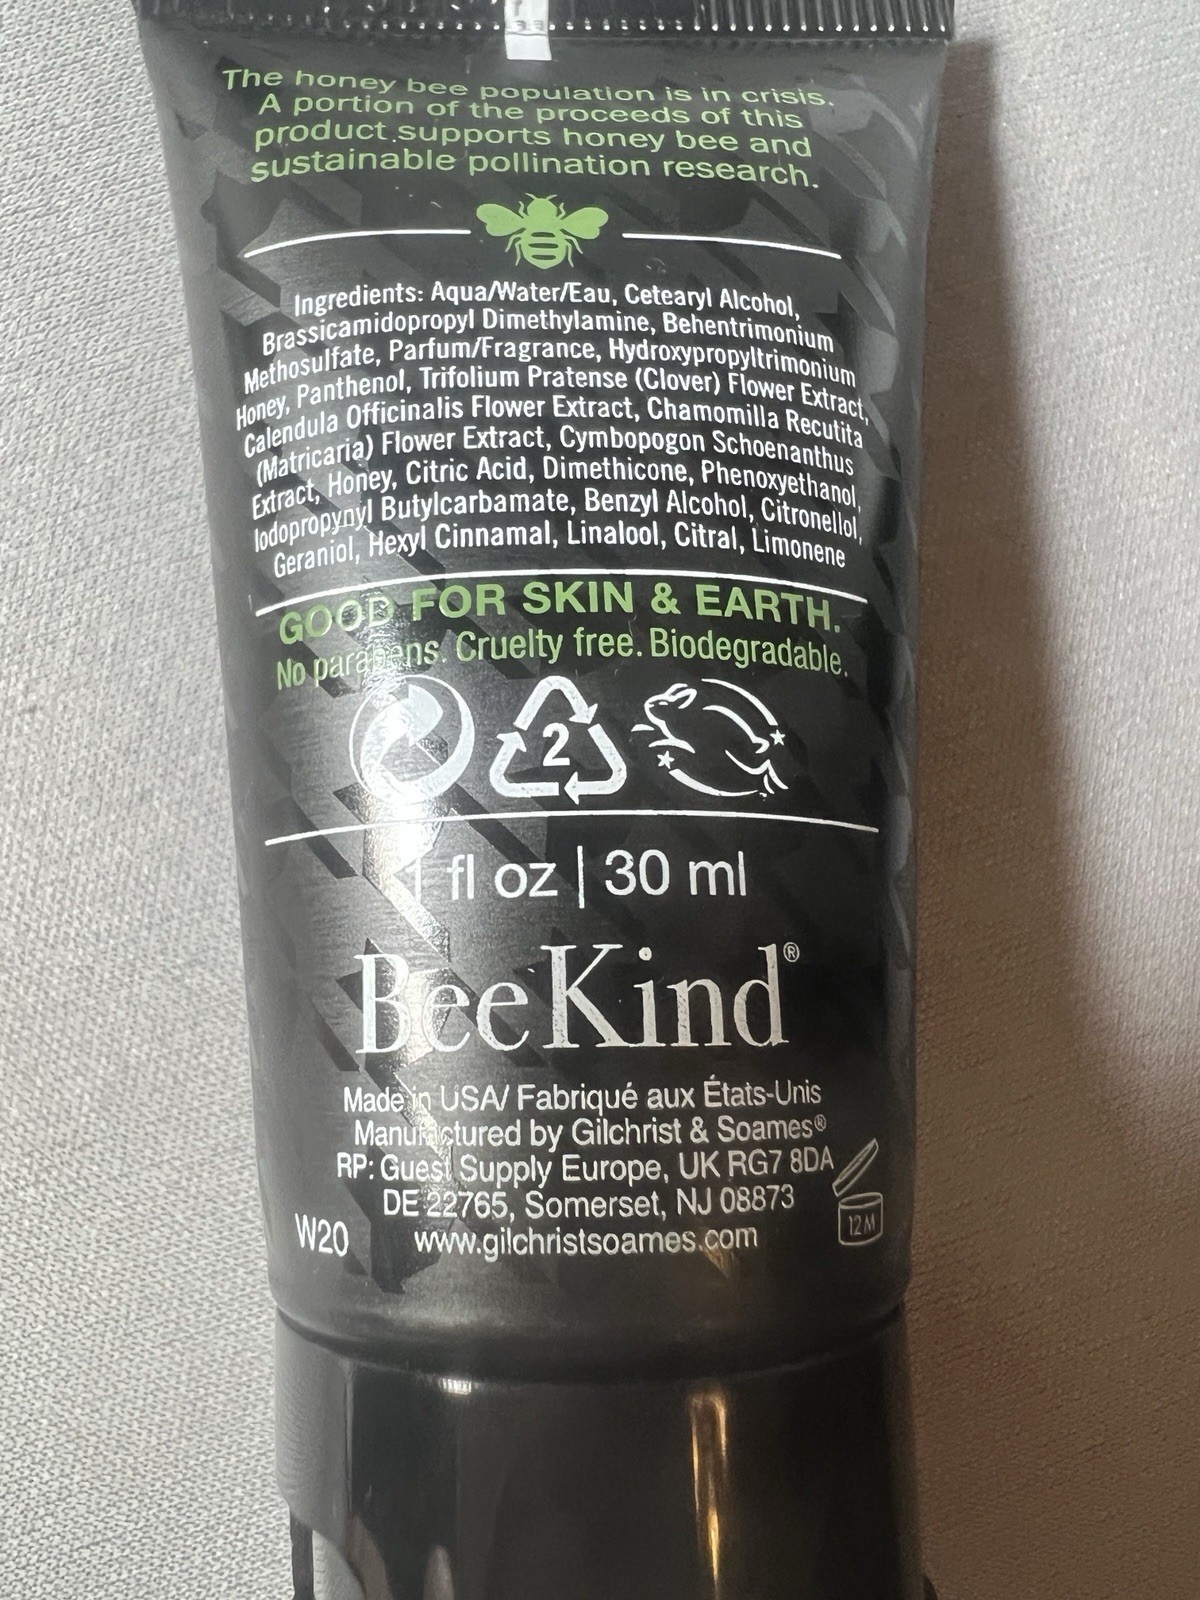 The honey bee population is in crisis.
A portion of the proceeds of this
product supports honey bee and
sustainable pollination research.
Ingredients: Aqua/Water/Eau, Cetearyl Alcohol,
Brassicamidopropyl Dimethylamine, Behentrimonium
Methosulfate, Parfum/Fragrance, Hydroxypropyltrimonium
Honey, Panthenol, Trifolium Pratense (Clover) Flower Extract,
Calendula Officinalis Flower Extract, Chamomilla Recutita
(Matricaria) Flower Extract, Cymbopogon Schoenanthus
Extract, Honey, Citric Acid, Dimethicone, Phenoxyethanol,
Iodopropynyl Butylcarbamate, Benzyl Alcohol, Citronellol,
Geraniol, Hexyl Cinnamal, Linalool, Citral, Limonene
GOOD FOR SKIN & EARTH.
No parabens. Cruelty free. Biodegradable.
2
1 fl oz | 30 ml
BeeKind®
Made in USA/ Fabriqué aux États-Unis
Manufactured by Gilchrist & Soames®
RP: Guest Supply Europe, UK RG7 8DA
DE 22765, Somerset, NJ 08873
W20 www.gilchristsoames.com
12M